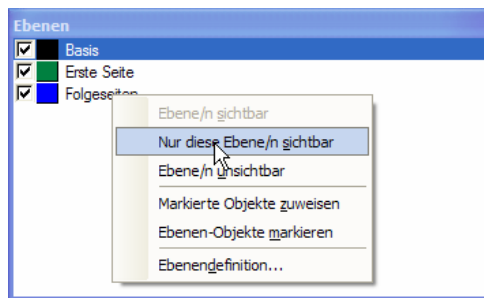 Ebenen
Basis
Erste Seite
Folgeseiten
Ebene/n sichtbar
Nur diese Ebene/n sichtbar
Ebene/n unsichtbar
Markierte Objekte zuweisen
Ebenen-Objekte markieren
Ebenendefinition...